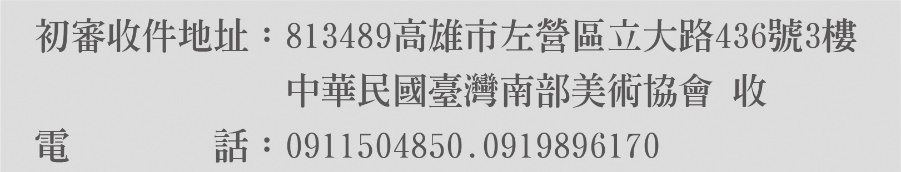 初審收件地址：813489高雄市左營區立大路436號3樓
中華民國臺灣南部美術協會 收
電 話：0911504850.0919896170